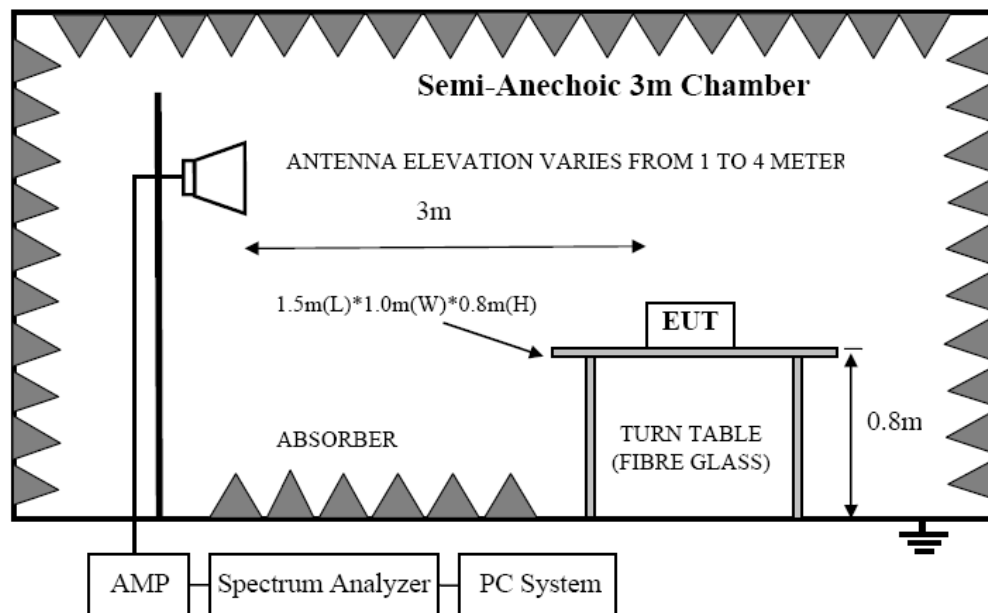 Semi-Anechoic 3m Chamber
ANTENNA ELEVATION VARIES FROM 1 TO 4 METER
3m
1.5m(L)*1.0m(W)*0.8m(H)
EUT
ABSORBER
TURN TABLE
(FIBRE GLASS)
0.8m
AMP
Spectrum Analyzer
PC System